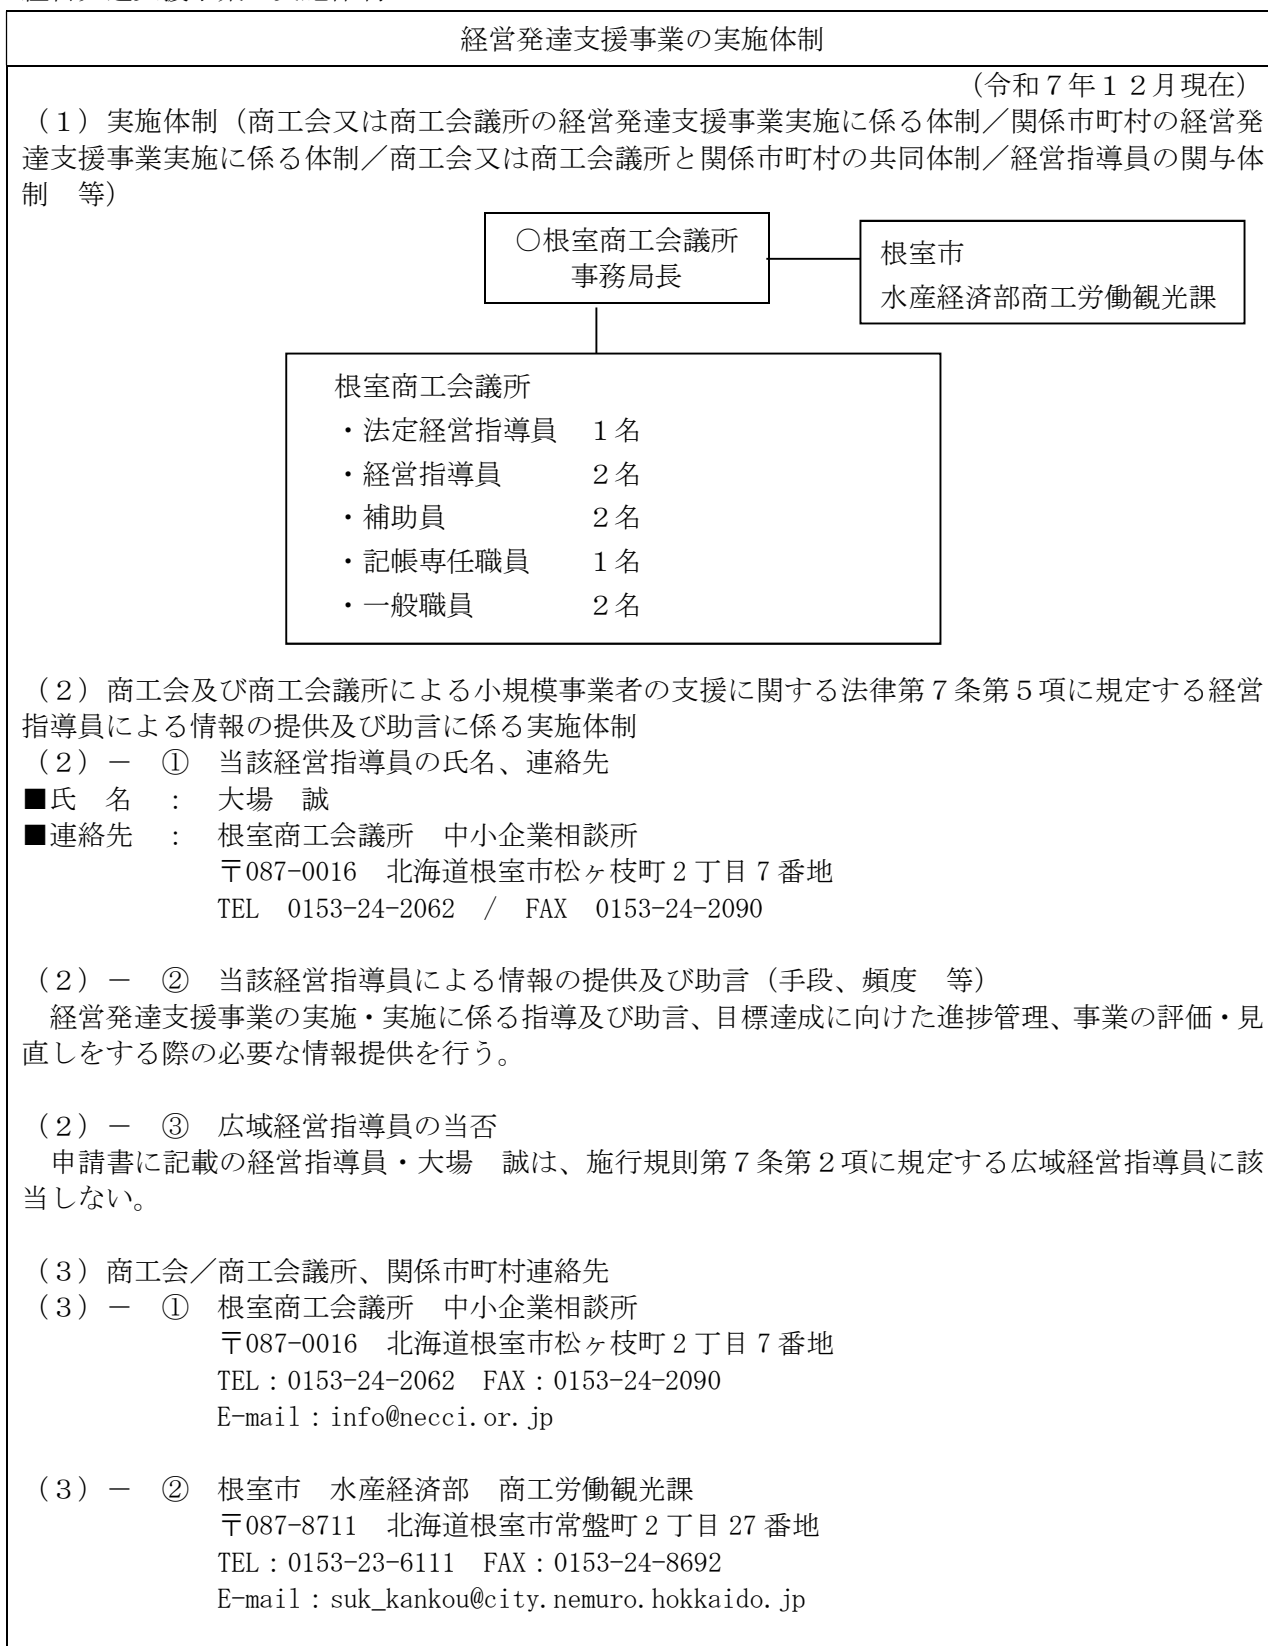 経営発達支援事業の実施体制
（令和７年１２月現在）
（１）実施体制（商工会又は商工会議所の経営発達支援事業実施に係る体制／関係市町村の経営発
達支援事業実施に係る体制／商工会又は商工会議所と関係市町村の共同体制／経営指導員の関与体
制　等）
○根室商工会議所
事務局長
根室市
水産経済部商工労働観光課
根室商工会議所
・法定経営指導員　１名
・経営指導員　　　２名
・補助員　　　　　２名
・記帳専任職員　　１名
・一般職員　　　　２名
（２）商工会及び商工会議所による小規模事業者の支援に関する法律第７条第５項に規定する経営
指導員による情報の提供及び助言に係る実施体制
（２）－　①　当該経営指導員の氏名、連絡先
■氏　名　：　大場　誠
■連絡先　：　根室商工会議所　中小企業相談所
〒087-0016　北海道根室市松ヶ枝町２丁目７番地
TEL　0153-24-2062　/　FAX　0153-24-2090
（２）－　②　当該経営指導員による情報の提供及び助言（手段、頻度　等）
経営発達支援事業の実施・実施に係る指導及び助言、目標達成に向けた進捗管理、事業の評価・見
直しをする際の必要な情報提供を行う。
（２）－　③　広域経営指導員の当否
申請書に記載の経営指導員・大場　誠は、施行規則第７条第２項に規定する広域経営指導員に該
当しない。
（３）商工会／商工会議所、関係市町村連絡先
（３）－　①　根室商工会議所　中小企業相談所
〒087-0016　北海道根室市松ヶ枝町２丁目７番地
TEL：0153-24-2062　FAX：0153-24-2090
E-mail：info@necci.or.jp
（３）－　②　根室市　水産経済部　商工労働観光課
〒087-8711　北海道根室市常盤町２丁目27番地
TEL：0153-23-6111　FAX：0153-24-8692
E-mail：suk_kankou@city.nemuro.hokkaido.jp